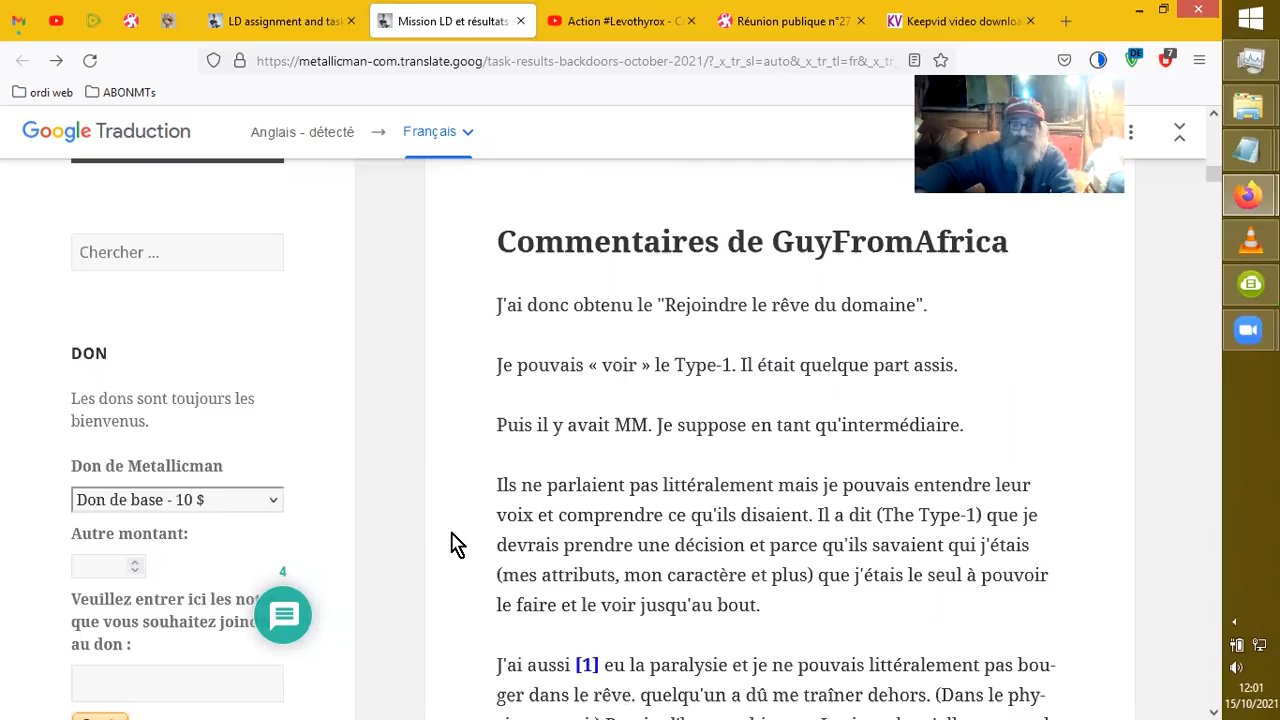 LD assignment and task
Mission LD et résultats
Action #Levothyrox - C
Réunion publique n°27
Keepvid video downloa
https://metallicman-com.translate.goog/task-results-backdoors-october-2021/?_x_tr_sl=auto&_x_tr_tl=fr&_x_tr_
DE
7
ordi web
ABONMTs
Google Traduction
Anglais - détecté
Français
Chercher ...
DON
Les dons sont toujours les
bienvenus.
Don de Metallicman
Don de base - 10 $
Autre montant:
4
Veuillez entrer ici les not
que vous souhaitez join
au don :
Commentaires de GuyFromAfrica
J'ai donc obtenu le "Rejoindre le rêve du domaine".
Je pouvais « voir » le Type-1. Il était quelque part assis.
Puis il y avait MM. Je suppose en tant qu'intermédiaire.
Ils ne parlaient pas littéralement mais je pouvais entendre leur
voix et comprendre ce qu'ils disaient. Il a dit (The Type-1) que je
devrais prendre une décision et parce qu'ils savaient qui j'étais
(mes attributs, mon caractère et plus) que j'étais le seul à pouvoir
le faire et le voir jusqu'au bout.
J'ai aussi [1] eu la paralysie et je ne pouvais littéralement pas bou-
ger dans le rêve. quelqu'un a dû me traîner dehors. (Dans le phy-
12:01
15/10/2021